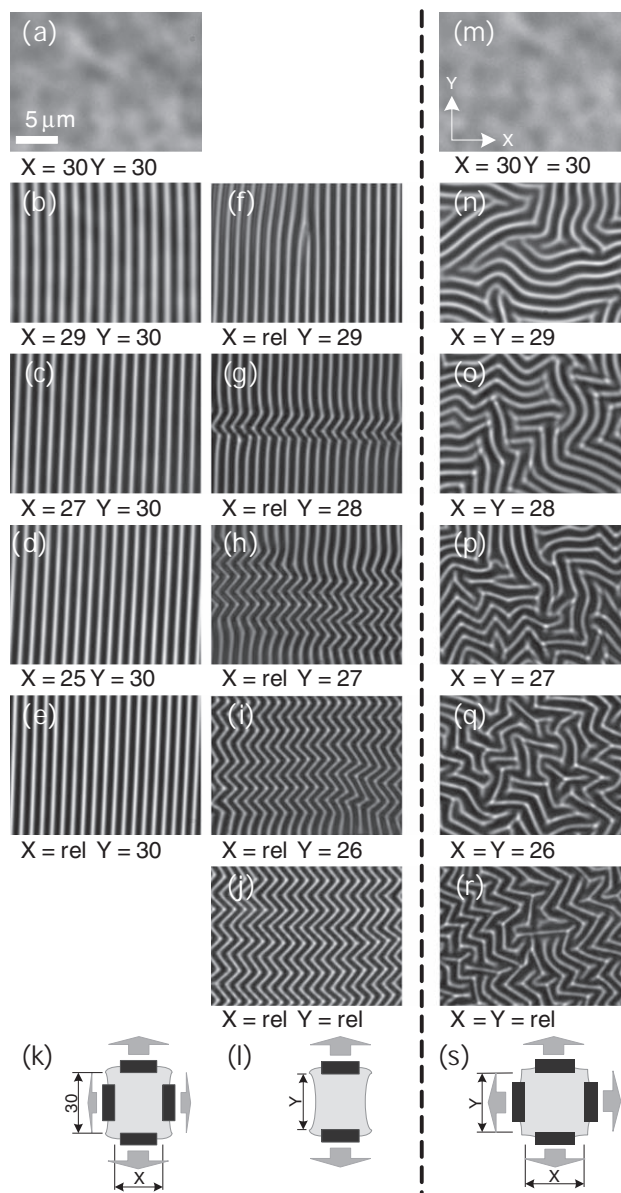 (a)
5 μm
X = 30 Y = 30
(m)
Y
X
X = 30 Y = 30
(b)
X = 29 Y = 30
(f)
X = rel Y = 29
(n)
X = Y = 29
(c)
X = 27 Y = 30
(g)
X = rel Y = 28
(o)
X = Y = 28
(d)
X = 25 Y = 30
(h)
X = rel Y = 27
(p)
X = Y = 27
(e)
X = rel Y = 30
(i)
X = rel Y = 26
(q)
X = Y = 26
(j)
X = rel Y = rel
(r)
X = Y = rel
(k)
30
X
(l)
Y
(s)
Y
X